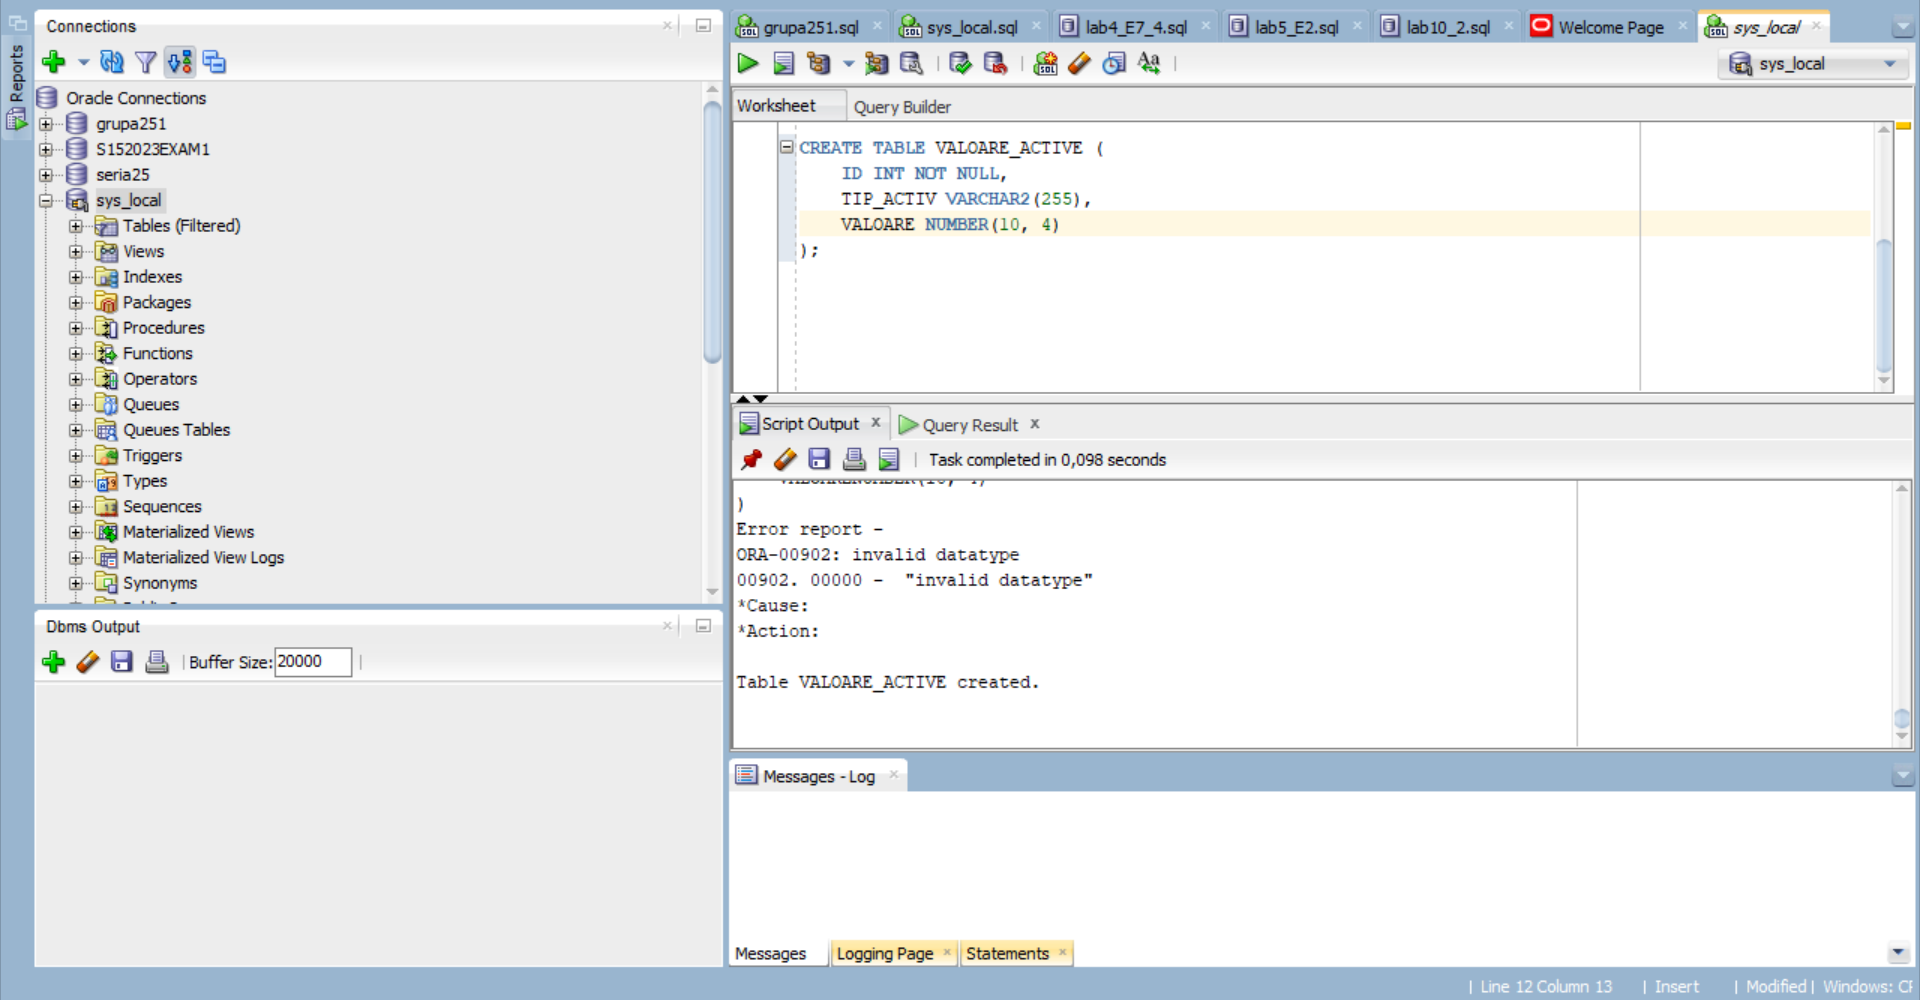 Reports
Connections
Oracle Connections
grupa251
S152023EXAM1
seria25
sys_local
Tables (Filtered)
Views
Indexes
Packages
Procedures
Functions
Operators
Queues
Queues Tables
Triggers
Types
Sequences
Materialized Views
Materialized View Logs
Synonyms
Dbms Output
Buffer Size: 20000
grupa251.sql
sys_local.sql
lab4_E7_4.sql
lab5_E2.sql
lab10_2.sql
Welcome Page
sys_local
sys_local
Worksheet
Query Builder
CREATE TABLE VALOARE_ACTIVE (
ID INT NOT NULL,
TIP_ACTIV VARCHAR2(255),
VALOARE NUMBER(10, 4)
);
Script Output
Query Result
Task completed in 0,098 seconds
)
Error report -
ORA-00902: invalid datatype
00902. 00000 - "invalid datatype"
*Cause:
*Action:
Table VALOARE_ACTIVE created.
Messages - Log
Messages
Logging Page
Statements
Line 12 Column 13 | Insert | Modified | Windows: